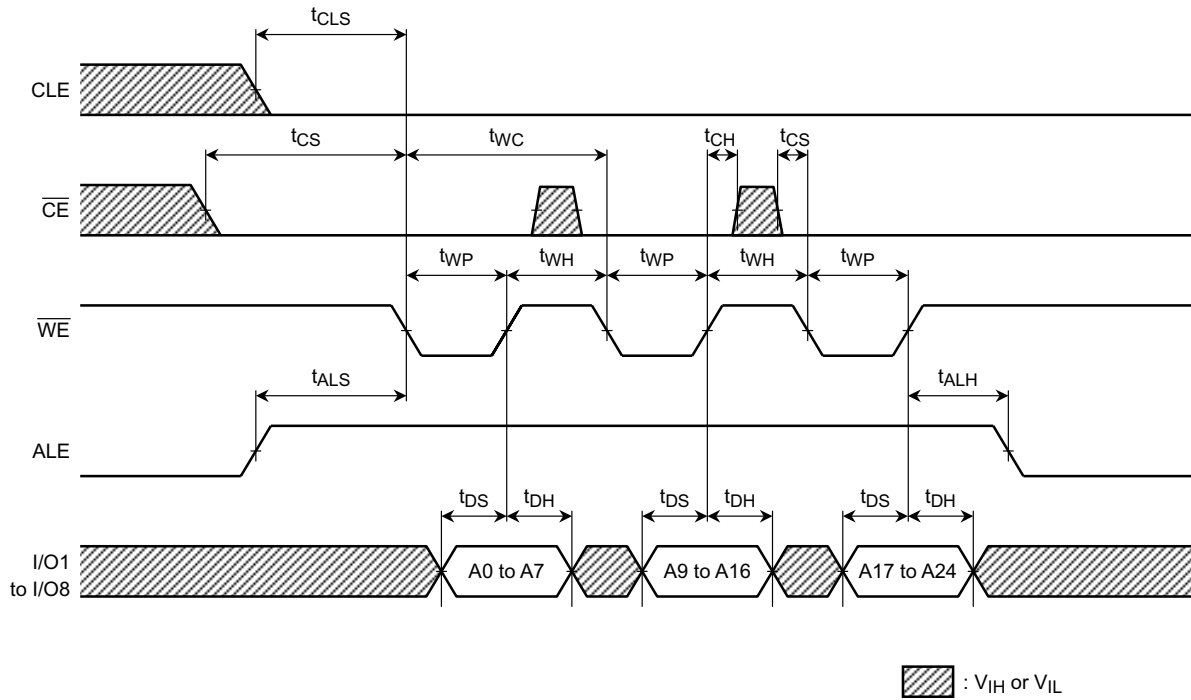 tCLS
CLE
tCS tWC tCH tCS
CE
tWP tWH tWP tWH tWP
WE
tALS tALH
ALE
tDS tDH tDS tDH tDS tDH
I/O1
to I/O8
A0 to A7 A9 to A16 A17 to A24
: VIH or VIL